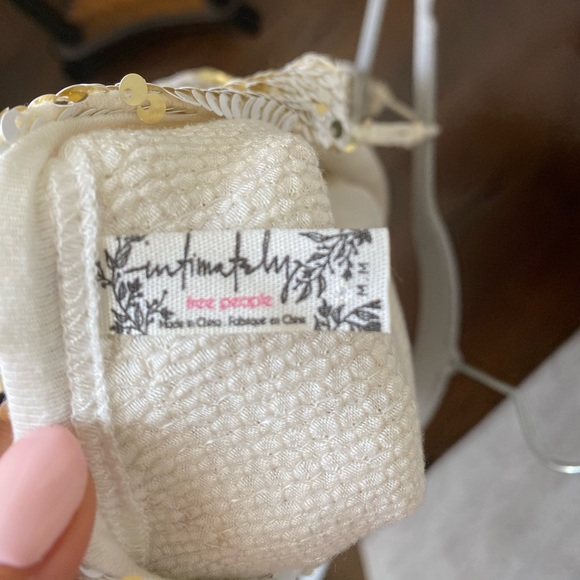 intimately
free people
Made in China . Fabriqué en Chine
M M M